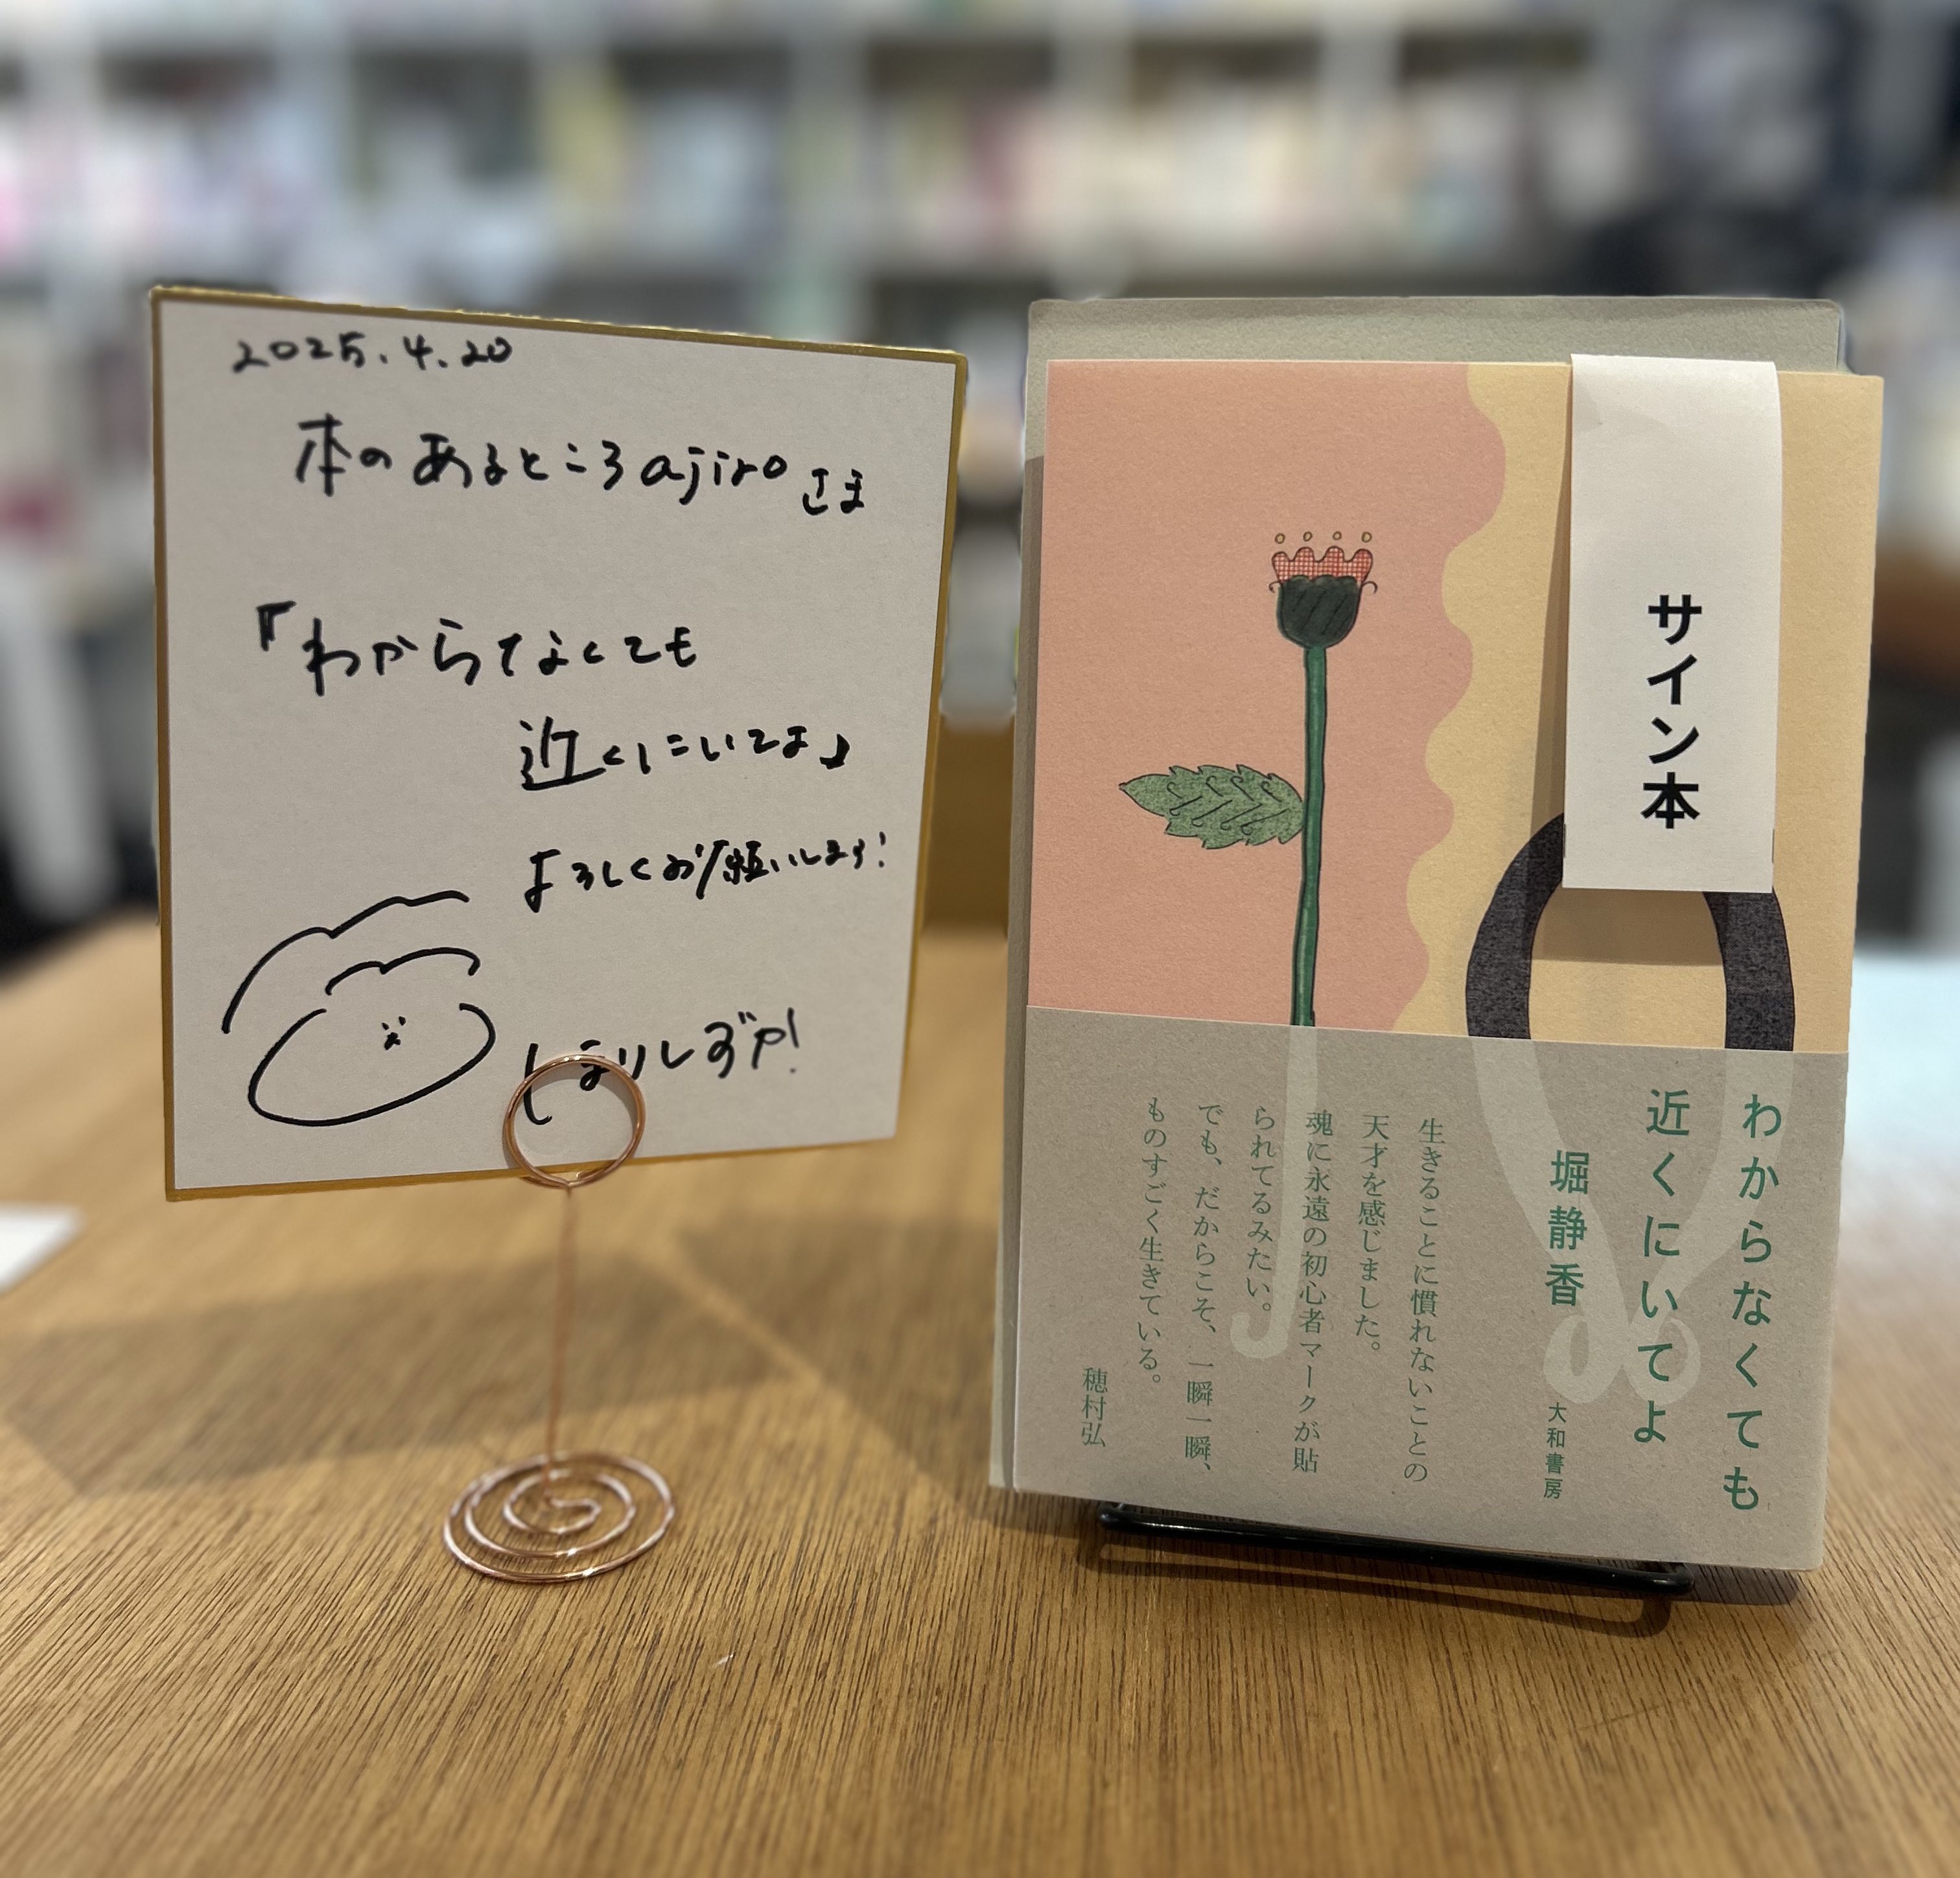 2025.4.20
本のあるところajiroさま
『わからなくても
近くにいてよ』
よろしくお願いします!
ほりしずか!
サイン本
わからなくても
近くにいてよ
堀静香
大和書房
生きることに慣れないことの
天才を感じました。
魂に永遠の初心者マークが貼
られてるみたい。
でも、だからこそ、一瞬一瞬、
ものすごく生きている。
穂村弘